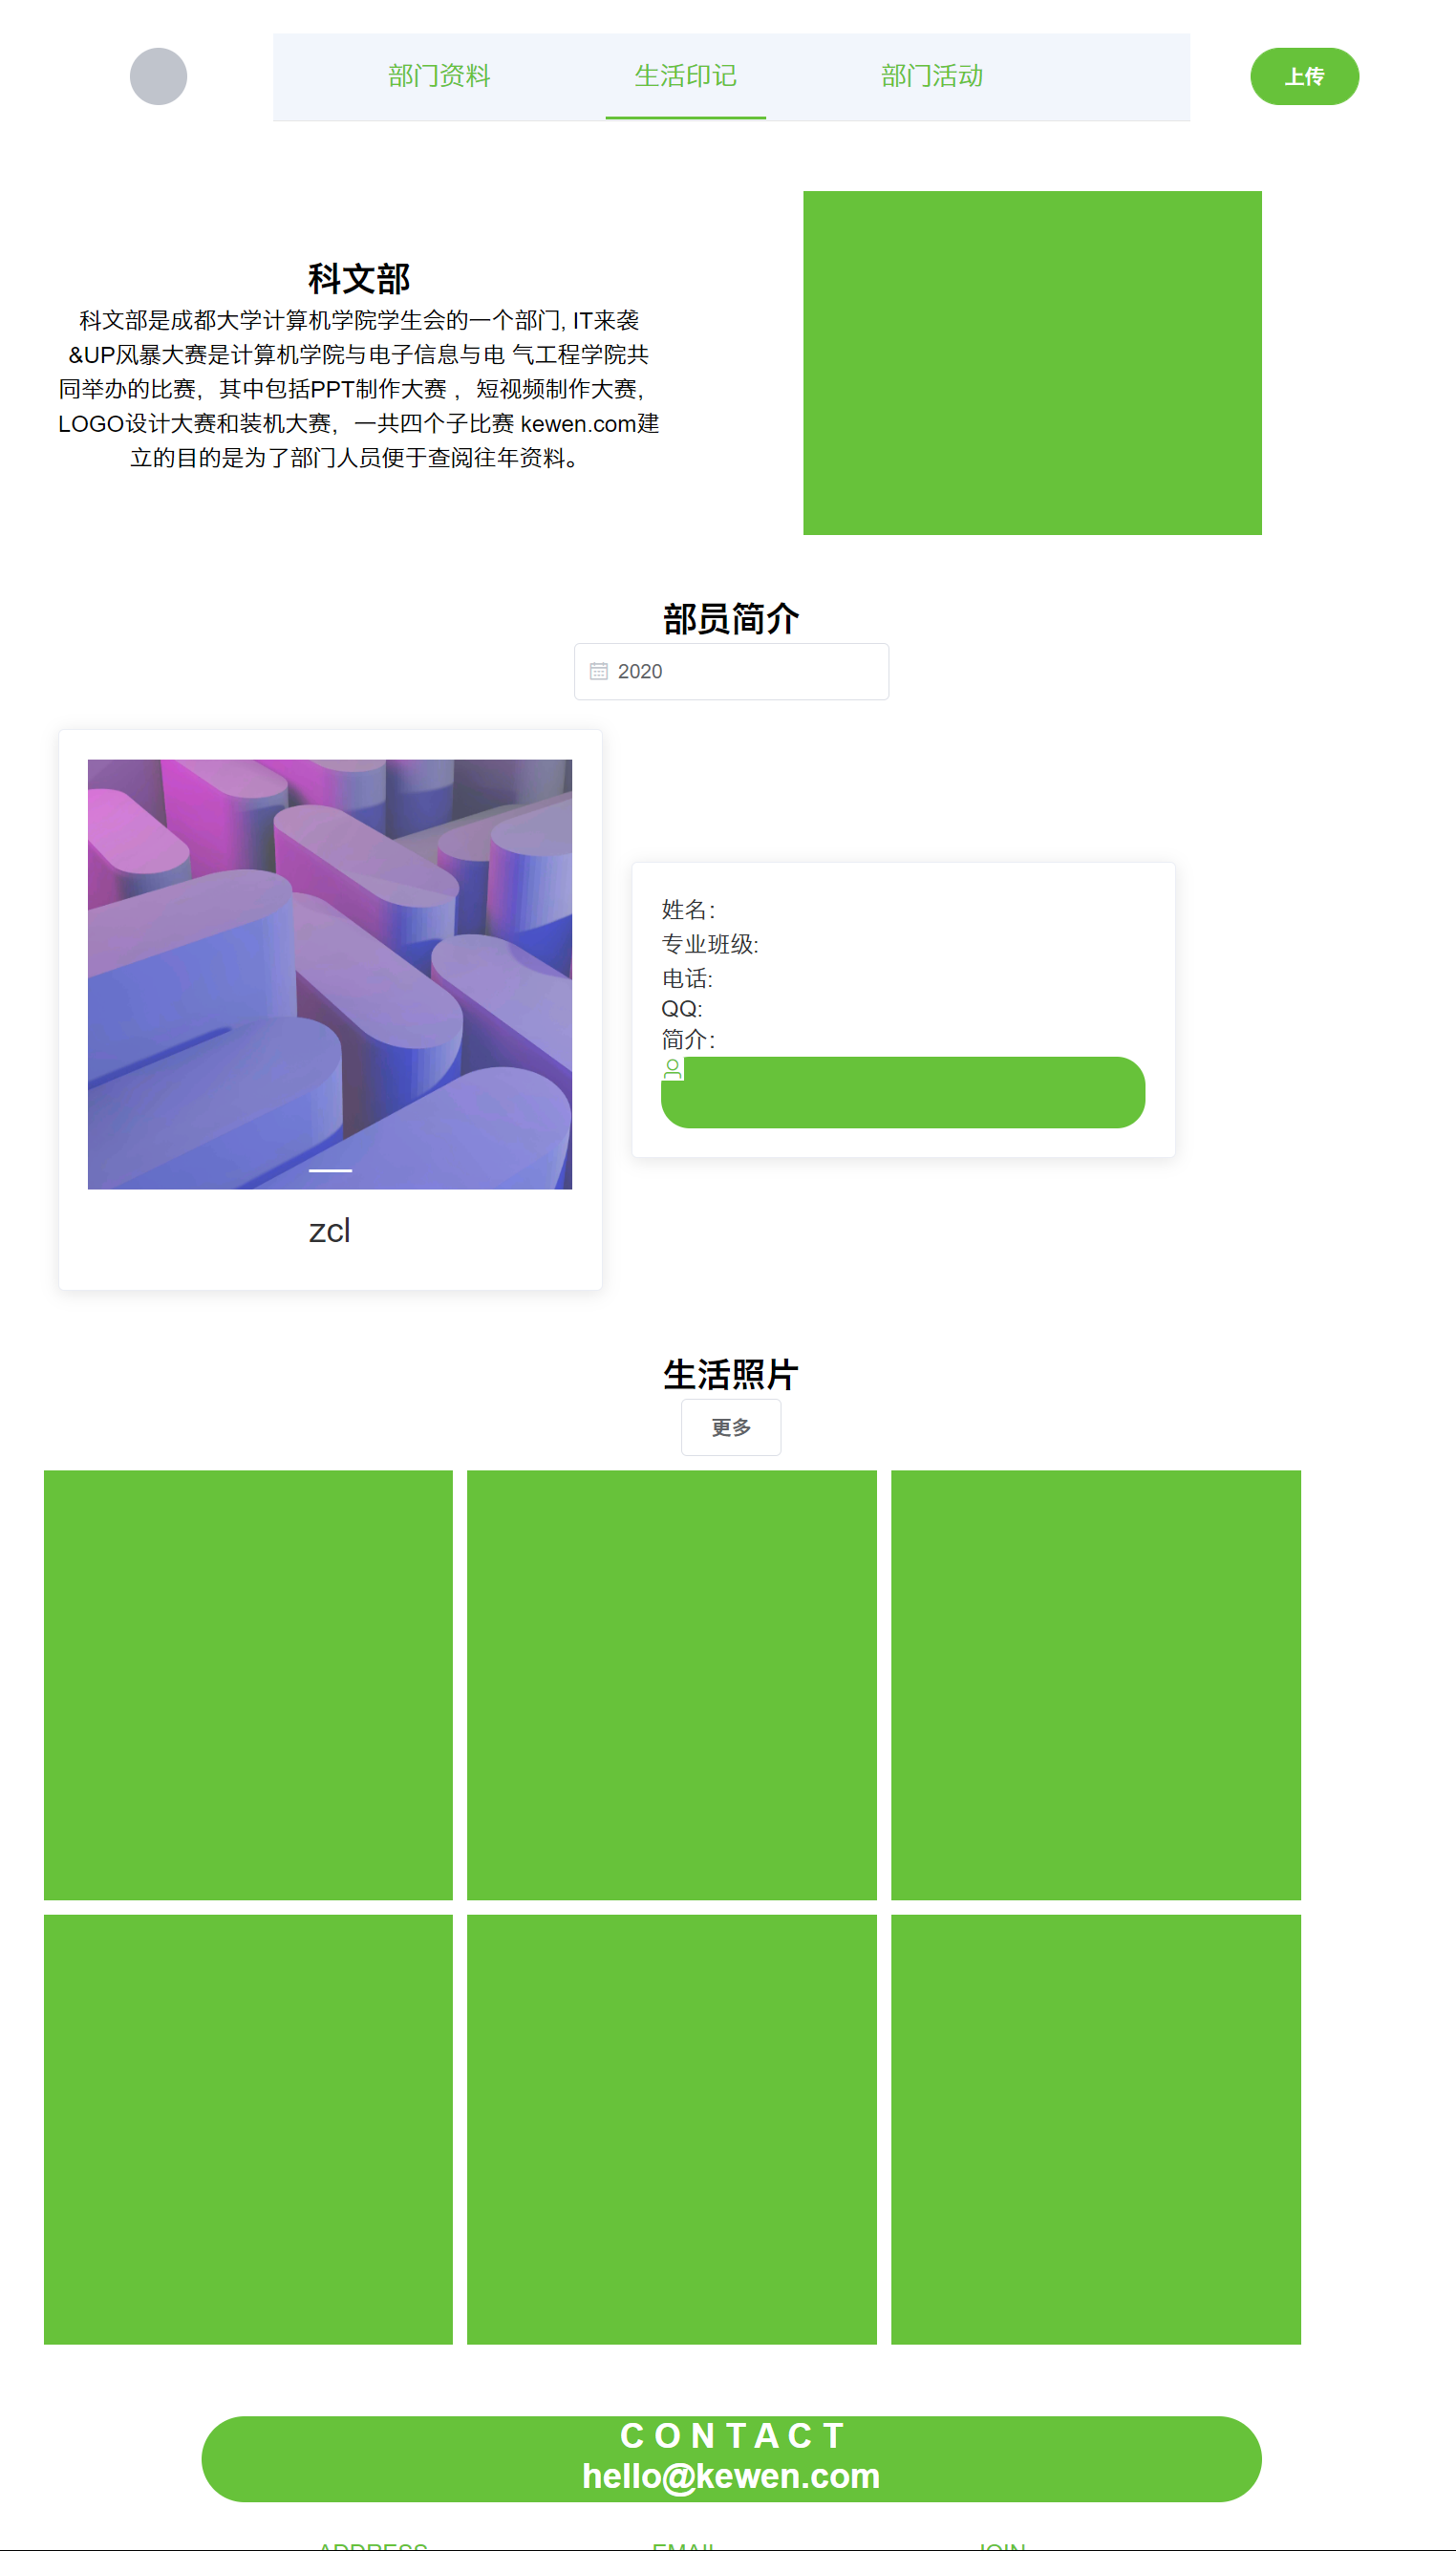 部门资料
生活印记
部门活动
上传
科文部
科文部是成都大学计算机学院学生会的一个部门, IT来袭
&UP风暴大赛是计算机学院与电子信息与电 气工程学院共
同举办的比赛，其中包括PPT制作大赛 ，短视频制作大赛，
LOGO设计大赛和装机大赛，一共四个子比赛 kewen.com建
立的目的是为了部门人员便于查阅往年资料。
部员简介
2020
zcl
姓名：
专业班级:
电话:
QQ:
简介：
生活照片
更多
C O N T A C T
hello@kewen.com
ADDRESS
EMAIL
JOIN